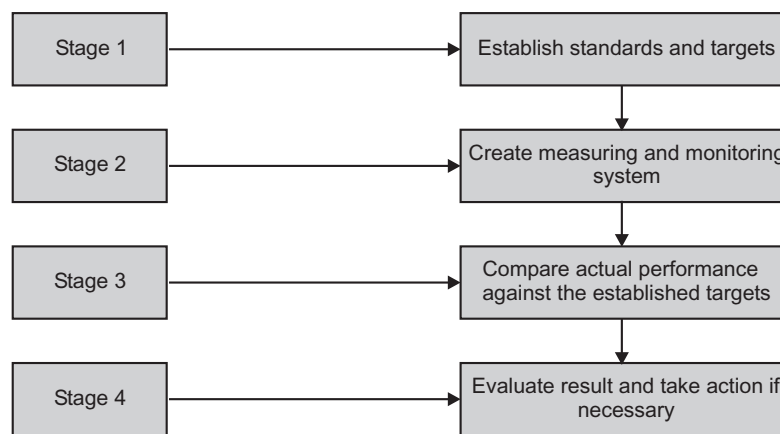 Stage 1
Establish standards and targets
Stage 2
Create measuring and monitoring
system
Stage 3
Compare actual performance
against the established targets
Stage 4
Evaluate result and take action if
necessary